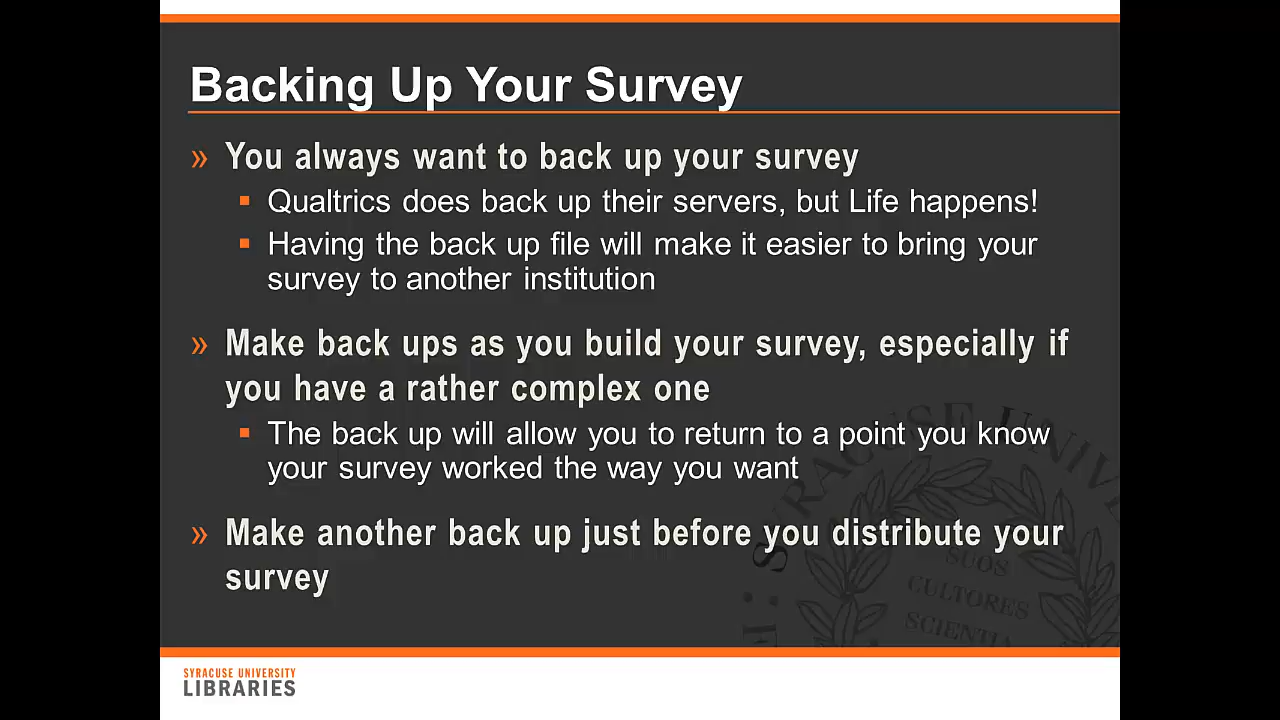 Backing Up Your Survey
» You always want to back up your survey
▪ Qualtrics does back up their servers, but Life happens!
▪ Having the back up file will make it easier to bring your
survey to another institution
» Make back ups as you build your survey, especially if
you have a rather complex one
▪ The back up will allow you to return to a point you know
your survey worked the way you want
» Make another back up just before you distribute your
survey
SUOS
CULTORES
SCIENTIA
SYRACUSE UNIVERSITY
LIBRARIES